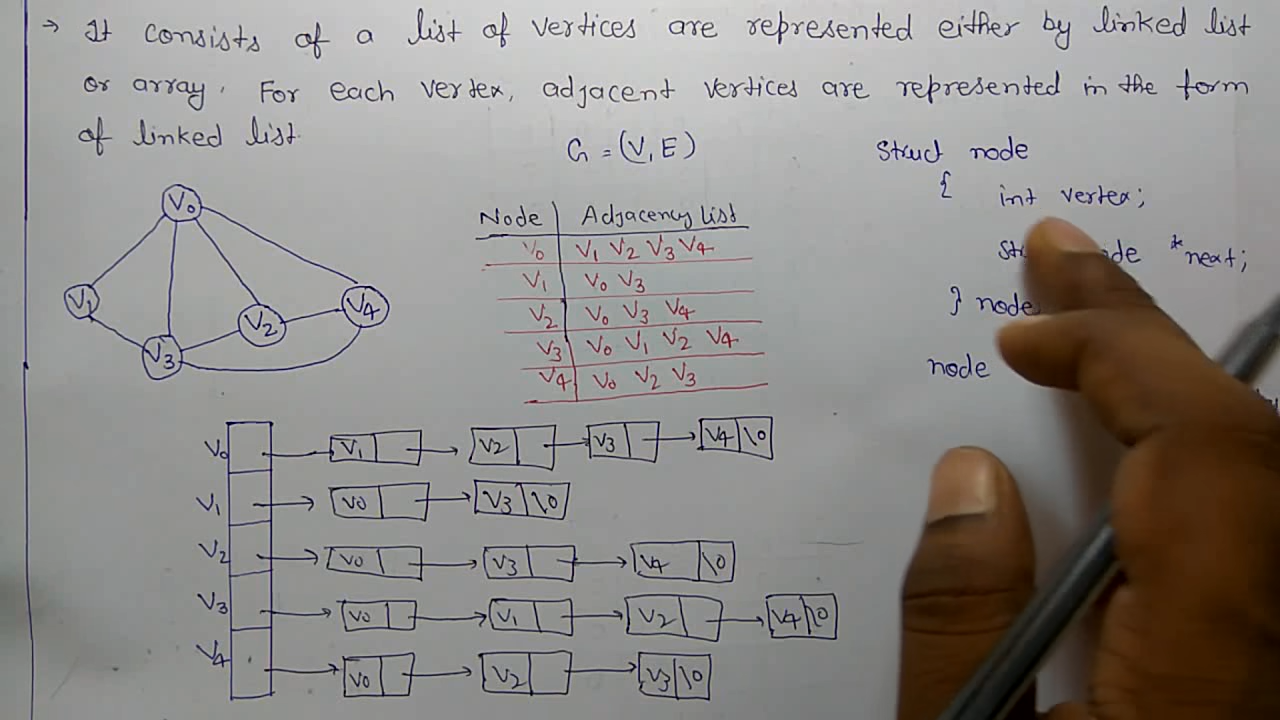 → It consists of a list of vertices are represented either by linked list
or array. For each vertex, adjacent vertices are represented in the form
of linked list.
G = (V, E)
V0
V1
V2
V4
V3
Node Adjacency list
V0 V1 V2 V3 V4
V1 V0 V3
V2 V0 V3 V4
V3 V0 V1 V2 V4
V4 V0 V2 V3
Struct node
{ int vertex;
*next;
} node
node
V0 V1 V2 V3 V4 \0
V1 V0 V3 \0
V2 V0 V3 V4 \0
V3 V0 V1 V2 V4 \0
V4 V0 V2 V3 \0